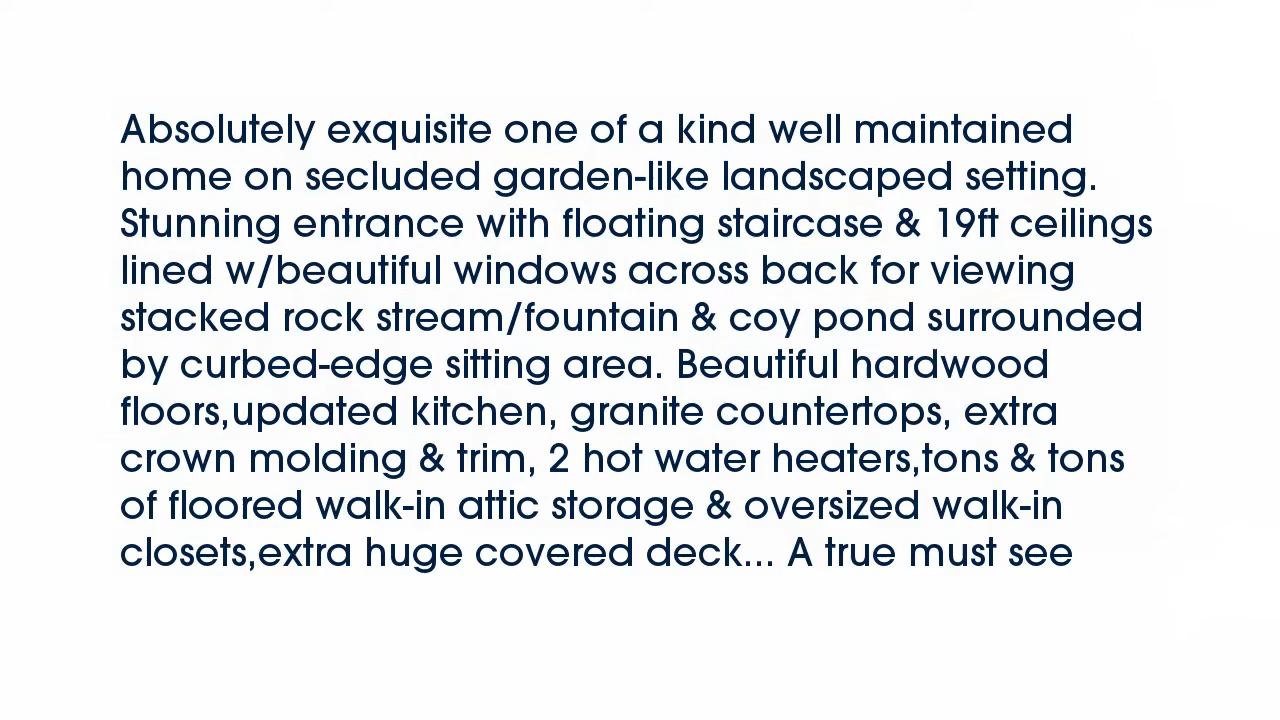 Absolutely exquisite one of a kind well maintained
home on secluded garden-like landscaped setting.
Stunning entrance with floating staircase & 19ft ceilings
lined w/beautiful windows across back for viewing
stacked rock stream/fountain & coy pond surrounded
by curbed-edge sitting area. Beautiful hardwood
floors,updated kitchen, granite countertops, extra
crown molding & trim, 2 hot water heaters,tons & tons
of floored walk-in attic storage & oversized walk-in
closets,extra huge covered deck... A true must see